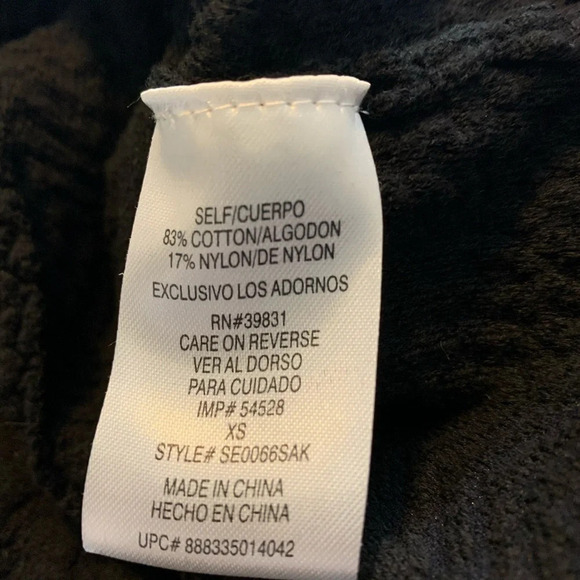 SELF/CUERPO
83% COTTON/ALGODON
17% NYLON/DE NYLON
EXCLUSIVO LOS ADORNOS
RN#39831
CARE ON REVERSE
VER AL DORSO
PARA CUIDADO
IMP# 54528
XS
STYLE# SE0066SAK
MADE IN CHINA
HECHO EN CHINA
UPC# 888335014042